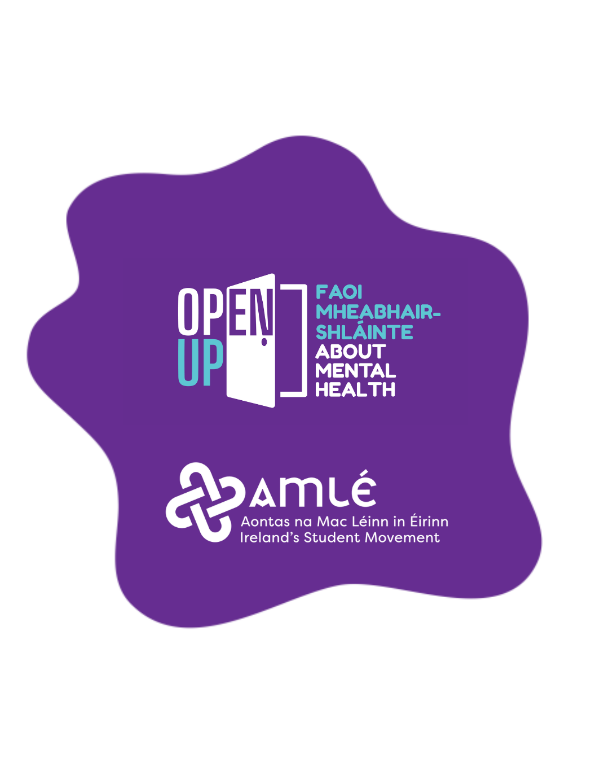 OPEN
UP
FAOI
MHEABHAIR-
SHLÁINTE
ABOUT
MENTAL
HEALTH
AMLÉ
Aontas na Mac Léinn in Éirinn
Ireland's Student Movement